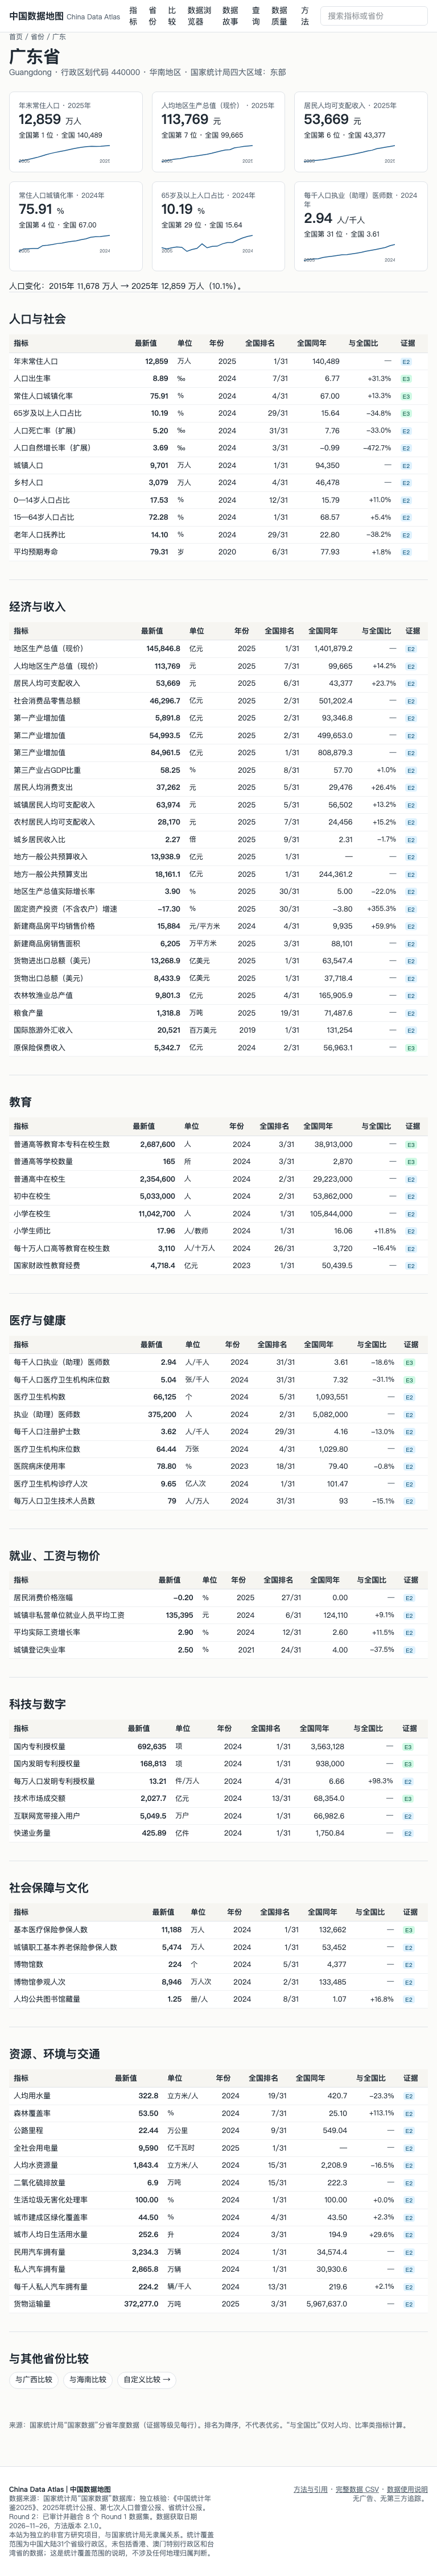 中国数据地图 China Data Atlas 指标 省份 比较 数据浏览器 数据故事 查询 数据质量 方法 搜索指标或省份
首页 / 省份 / 广东
广东省
Guangdong · 行政区划代码 440000 · 华南地区 · 国家统计局四大区域：东部
年末常住人口 · 2025年
12,859 万人
全国第 1 位 · 全国 140,489
2005 2025
人均地区生产总值（现价） · 2025年
113,769 元
全国第 7 位 · 全国 99,665
2005 2025
居民人均可支配收入 · 2025年
53,669 元
全国第 6 位 · 全国 43,377
2025
常住人口城镇化率 · 2024年
75.91 %
全国第 4 位 · 全国 67.00
2005 2024
65岁及以上人口占比 · 2024年
10.19 %
全国第 29 位 · 全国 15.64
2024
每千人口执业（助理）医师数 · 2024
年
2.94 人/千人
全国第 31 位 · 全国 3.61
2024
人口变化：2015年 11,678 万人 → 2025年 12,859 万人（10.1%）。
人口与社会
指标 最新值 单位 年份 全国排名 全国同年 与全国比 证据
年末常住人口 12,859 万人 2025 1/31 140,489 — E2
人口出生率 8.89 ‰ 2024 7/31 6.77 +31.3% E3
常住人口城镇化率 75.91 % 2024 4/31 67.00 +13.3% E3
65岁及以上人口占比 10.19 % 2024 29/31 15.64 −34.8% E3
人口死亡率（扩展） 5.20 ‰ 2024 31/31 7.76 −33.0% E2
人口自然增长率（扩展） 3.69 ‰ 2024 3/31 −0.99 −472.7% E2
城镇人口 9,701 万人 2024 1/31 94,350 — E2
乡村人口 3,079 万人 2024 4/31 46,478 — E2
0—14岁人口占比 17.53 % 2024 12/31 15.79 +11.0% E2
15—64岁人口占比 72.28 % 2024 1/31 68.57 +5.4% E2
老年人口抚养比 14.10 % 2024 29/31 22.80 −38.2% E2
平均预期寿命 79.31 岁 2020 6/31 77.93 +1.8% E2
经济与收入
指标 最新值 单位 年份 全国排名 全国同年 与全国比 证据
地区生产总值（现价） 145,846.8 亿元 2025 1/31 1,401,879.2 — E2
人均地区生产总值（现价） 113,769 元 2025 7/31 99,665 +14.2% E2
居民人均可支配收入 53,669 元 2025 6/31 43,377 +23.7% E2
社会消费品零售总额 46,296.7 亿元 2025 2/31 501,202.4 — E2
第一产业增加值 5,891.8 亿元 2025 2/31 93,346.8 — E2
第二产业增加值 54,993.5 亿元 2025 2/31 499,653.0 — E2
第三产业增加值 84,961.5 亿元 2025 1/31 808,879.3 — E2
第三产业占GDP比重 58.25 % 2025 8/31 57.70 +1.0% E2
居民人均消费支出 37,262 元 2025 5/31 29,476 +26.4% E2
城镇居民人均可支配收入 63,974 元 2025 5/31 56,502 +13.2% E2
农村居民人均可支配收入 28,170 元 2025 7/31 24,456 +15.2% E2
城乡居民收入比 2.27 倍 2025 9/31 2.31 −1.7% E2
地方一般公共预算收入 13,938.9 亿元 2025 1/31 — — E2
地方一般公共预算支出 18,161.1 亿元 2025 1/31 244,361.2 — E2
地区生产总值实际增长率 3.90 % 2025 30/31 5.00 −22.0% E2
固定资产投资（不含农户）增速 −17.30 % 2025 30/31 −3.80 +355.3% E2
新建商品房平均销售价格 15,884 元/平方米 2024 4/31 9,935 +59.9% E2
新建商品房销售面积 6,205 万平方米 2025 3/31 88,101 — E2
货物进出口总额（美元） 13,268.9 亿美元 2025 1/31 63,547.4 — E2
货物出口总额（美元） 8,433.9 亿美元 2025 1/31 37,718.4 — E2
农林牧渔业总产值 9,801.3 亿元 2025 4/31 165,905.9 — E2
粮食产量 1,318.8 万吨 2025 19/31 71,487.6 — E2
国际旅游外汇收入 20,521 百万美元 2019 1/31 131,254 — E2
原保险保费收入 5,342.7 亿元 2024 2/31 56,963.1 — E3
教育
指标 最新值 单位 年份 全国排名 全国同年 与全国比 证据
普通高等教育本专科在校生数 2,687,600 人 2024 3/31 38,913,000 — E3
普通高等学校数量 165 所 2024 3/31 2,870 — E3
普通高中在校生 2,354,600 人 2024 2/31 29,223,000 — E2
初中在校生 5,033,000 人 2024 2/31 53,862,000 — E2
小学在校生 11,042,700 人 2024 1/31 105,844,000 — E2
小学生师比 17.96 人/教师 2024 1/31 16.06 +11.8% E2
每十万人口高等教育在校生数 3,110 人/十万人 2024 26/31 3,720 −16.4% E2
国家财政性教育经费 4,718.4 亿元 2023 1/31 50,439.5 — E2
医疗与健康
指标 最新值 单位 年份 全国排名 全国同年 与全国比 证据
每千人口执业（助理）医师数 2.94 人/千人 2024 31/31 3.61 −18.6% E3
每千人口医疗卫生机构床位数 5.04 张/千人 2024 31/31 7.32 −31.1% E3
医疗卫生机构数 66,125 个 2024 5/31 1,093,551 — E2
执业（助理）医师数 375,200 人 2024 2/31 5,082,000 — E2
每千人口注册护士数 3.62 人/千人 2024 29/31 4.16 −13.0% E2
医疗卫生机构床位数 64.44 万张 2024 4/31 1,029.80 — E2
医院病床使用率 78.80 % 2023 18/31 79.40 −0.8% E2
医疗卫生机构诊疗人次 9.65 亿人次 2024 1/31 101.47 — E2
每万人口卫生技术人员数 79 人/万人 2024 31/31 93 −15.1% E2
就业、工资与物价
指标 最新值 单位 年份 全国排名 全国同年 与全国比 证据
居民消费价格涨幅 −0.20 % 2025 27/31 0.00 — E2
城镇非私营单位就业人员平均工资 135,395 元 2024 6/31 124,110 +9.1% E2
平均实际工资增长率 2.90 % 2024 12/31 2.60 +11.5% E2
城镇登记失业率 2.50 % 2021 24/31 4.00 −37.5% E2
科技与数字
指标 最新值 单位 年份 全国排名 全国同年 与全国比 证据
国内专利授权量 692,635 项 2024 1/31 3,563,128 — E3
国内发明专利授权量 168,813 项 2024 1/31 938,000 — E3
每万人口发明专利授权量 13.21 件/万人 2024 4/31 6.66 +98.3% E2
技术市场成交额 2,027.7 亿元 2024 13/31 68,354.0 — E3
互联网宽带接入用户 5,049.5 万户 2024 1/31 66,982.6 — E2
快递业务量 425.89 亿件 2024 1/31 1,750.84 — E2
社会保障与文化
指标 最新值 单位 年份 全国排名 全国同年 与全国比 证据
基本医疗保险参保人数 11,188 万人 2024 1/31 132,662 — E3
城镇职工基本养老保险参保人数 5,474 万人 2024 1/31 53,452 — E2
博物馆数 224 个 2024 5/31 4,377 — E2
博物馆参观人次 8,946 万人次 2024 2/31 133,485 — E2
人均公共图书馆藏量 1.25 册/人 2024 8/31 1.07 +16.8% E2
资源、环境与交通
指标 最新值 单位 年份 全国排名 全国同年 与全国比 证据
人均用水量 322.8 立方米/人 2024 19/31 420.7 −23.3% E2
森林覆盖率 53.50 % 2024 7/31 25.10 +113.1% E2
公路里程 22.44 万公里 2024 9/31 549.04 — E2
全社会用电量 9,590 亿千瓦时 2025 1/31 — — E2
人均水资源量 1,843.4 立方米/人 2024 15/31 2,208.9 −16.5% E2
二氧化硫排放量 6.9 万吨 2024 15/31 222.3 — E2
生活垃圾无害化处理率 100.00 % 2024 1/31 100.00 +0.0% E2
城市建成区绿化覆盖率 44.50 % 2024 4/31 43.50 +2.3% E2
城市人均日生活用水量 252.6 升 2024 3/31 194.9 +29.6% E2
民用汽车拥有量 3,234.3 万辆 2024 1/31 34,574.4 — E2
私人汽车拥有量 2,865.8 万辆 2024 1/31 30,930.6 — E2
每千人私人汽车拥有量 224.2 辆/千人 2024 13/31 219.6 +2.1% E2
货物运输量 372,277.0 万吨 2025 3/31 5,967,637.0 — E2
与其他省份比较
与广西比较 与海南比较 自定义比较 →
来源：国家统计局“国家数据”分省年度数据（证据等级见每行）。排名为降序，不代表优劣。“与全国比”仅对人均、比率类指标计算。
China Data Atlas | 中国数据地图
数据来源：国家统计局“国家数据”数据库；独立核验：《中国统计年
鉴2025》、2025年统计公报、第七次人口普查公报、省统计公报。
Round 2：已审计并融合 8 个 Round 1 数据集。数据获取日期
2026-11-26，方法版本 2.1.0。
本站为独立的非官方研究项目，与国家统计局无隶属关系。统计覆盖
范围为中国大陆31个省级行政区，未包括香港、澳门特别行政区和台
湾省的数据；这是统计覆盖范围的说明，不涉及任何地理归属判断。
方法与引用 · 完整数据 CSV · 数据使用说明
无广告、无第三方追踪。